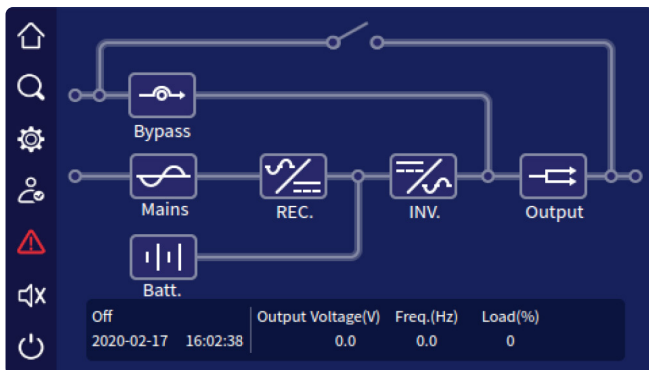 Bypass
Mains
REC.
INV.
Output
Batt.
Off
Output Voltage(V) Freq.(Hz) Load(%)
2020-02-17 16:02:38 0.0 0.0 0